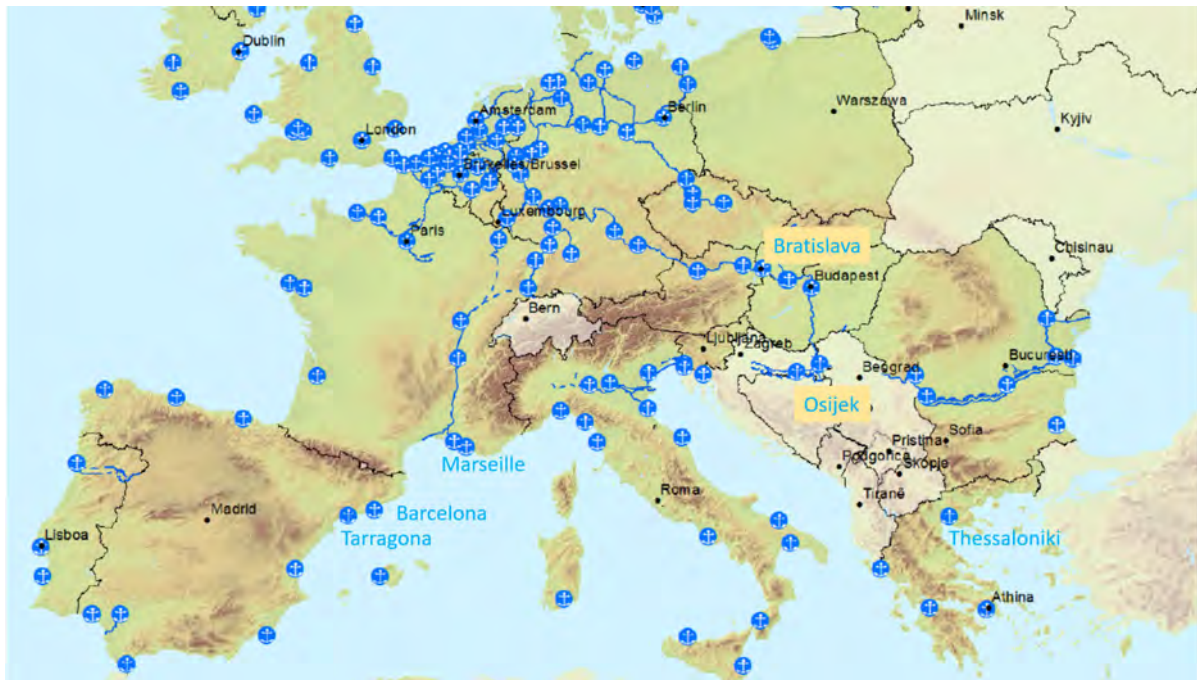 Minsk
Dublin
Amsterdam
Berlin
Warszawa
Kyjiv
London
Bruxelles/Brussel
Luxembourg
Paris
Bratislava
Chisinau
Budapest
Bern
Ljubljana
Zagreb
Bucuresti
Beograd
Osijek
Sofia
Pristina
Marseille
Podgorica
Skopje
Roma
Tiranë
Madrid
Barcelona
Tarragona
Thessaloniki
Lisboa
Athina